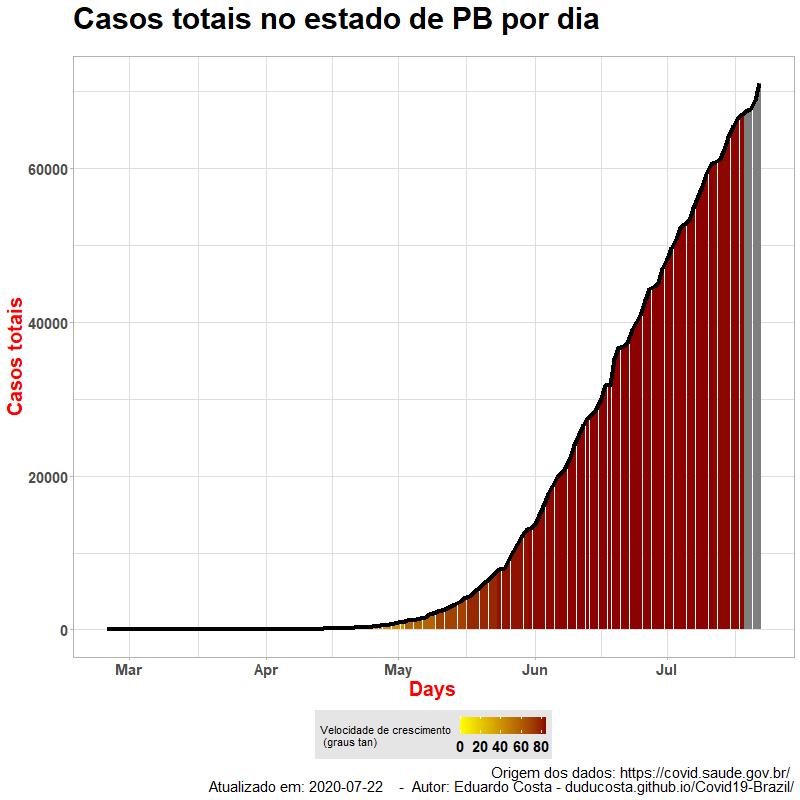 Casos totais no estado de PB por dia
Casos totais
60000
40000
20000
0
Mar Apr May Jun Jul
Days
Velocidade de crescimento
(graus tan)
0 20 40 60 80
Origem dos dados: https://covid.saude.gov.br/
Atualizado em: 2020-07-22 - Autor: Eduardo Costa - duducosta.github.io/Covid19-Brazil/